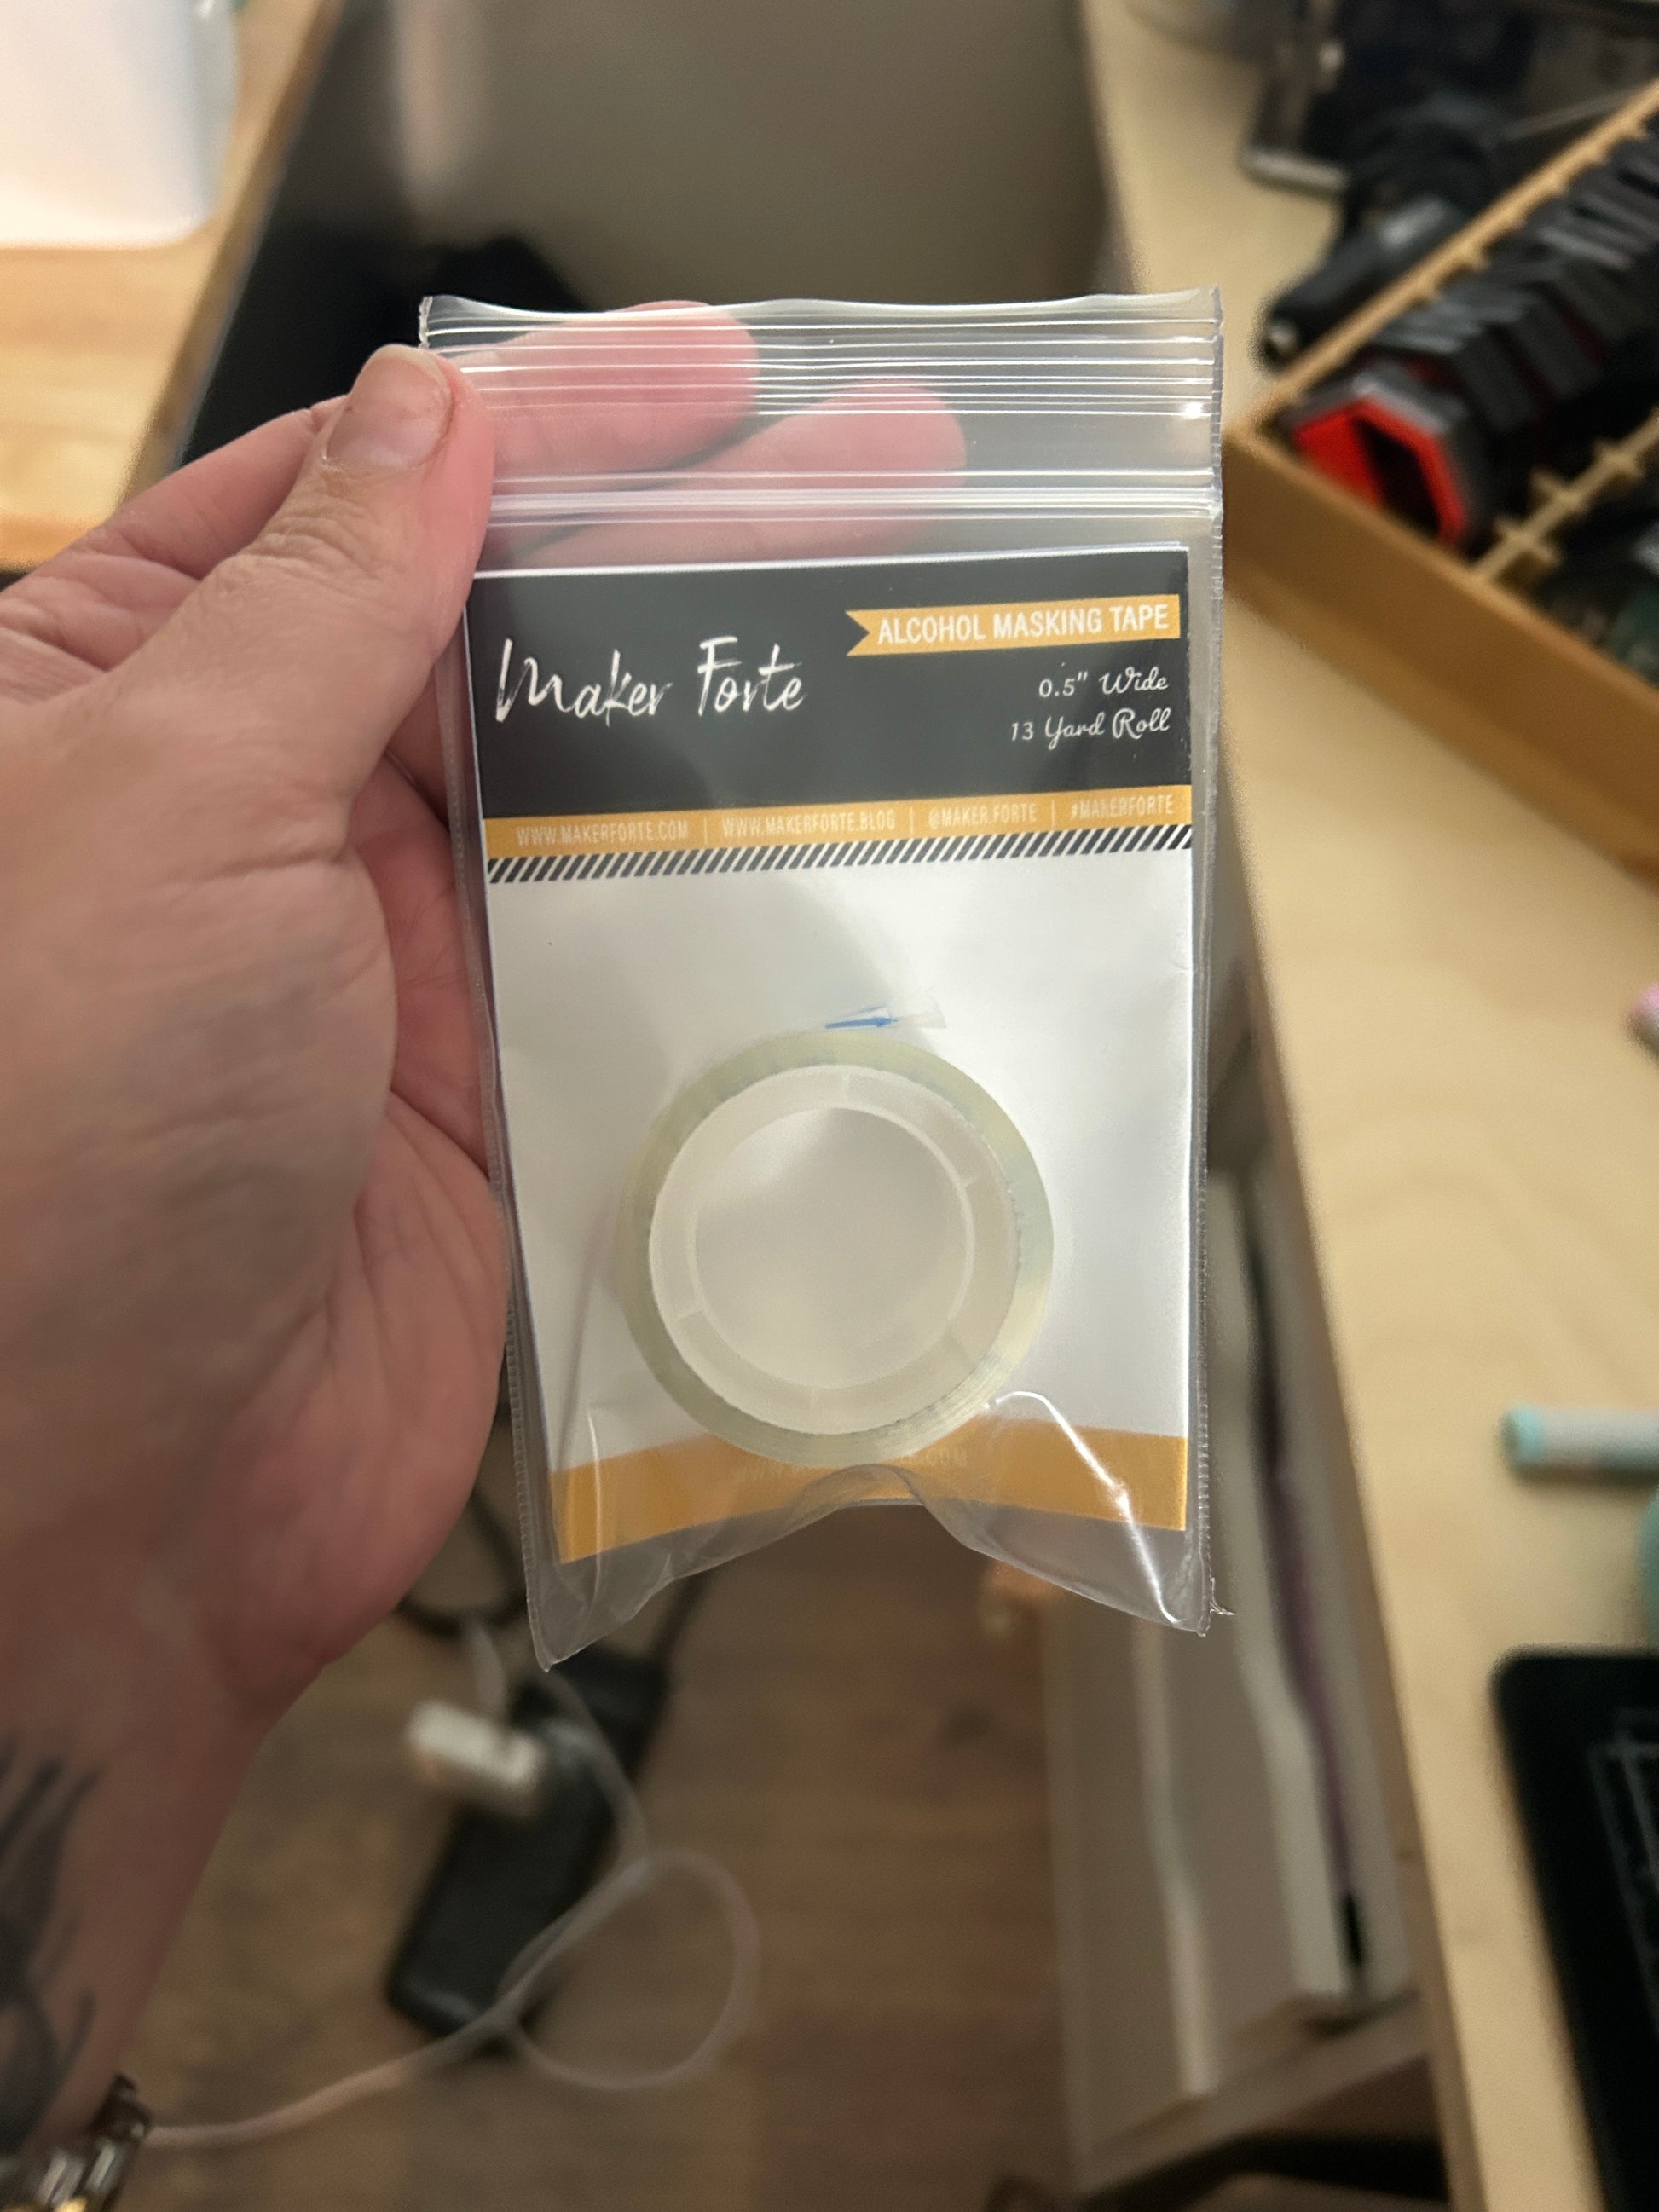 Maker Forte
ALCOHOL MASKING TAPE
0.5" Wide
13 Yard Roll
WWW.MAKERFORTE.COM | WWW.MAKERFORTE.BLOG | @MAKER.FORTE | #MAKERFORTE